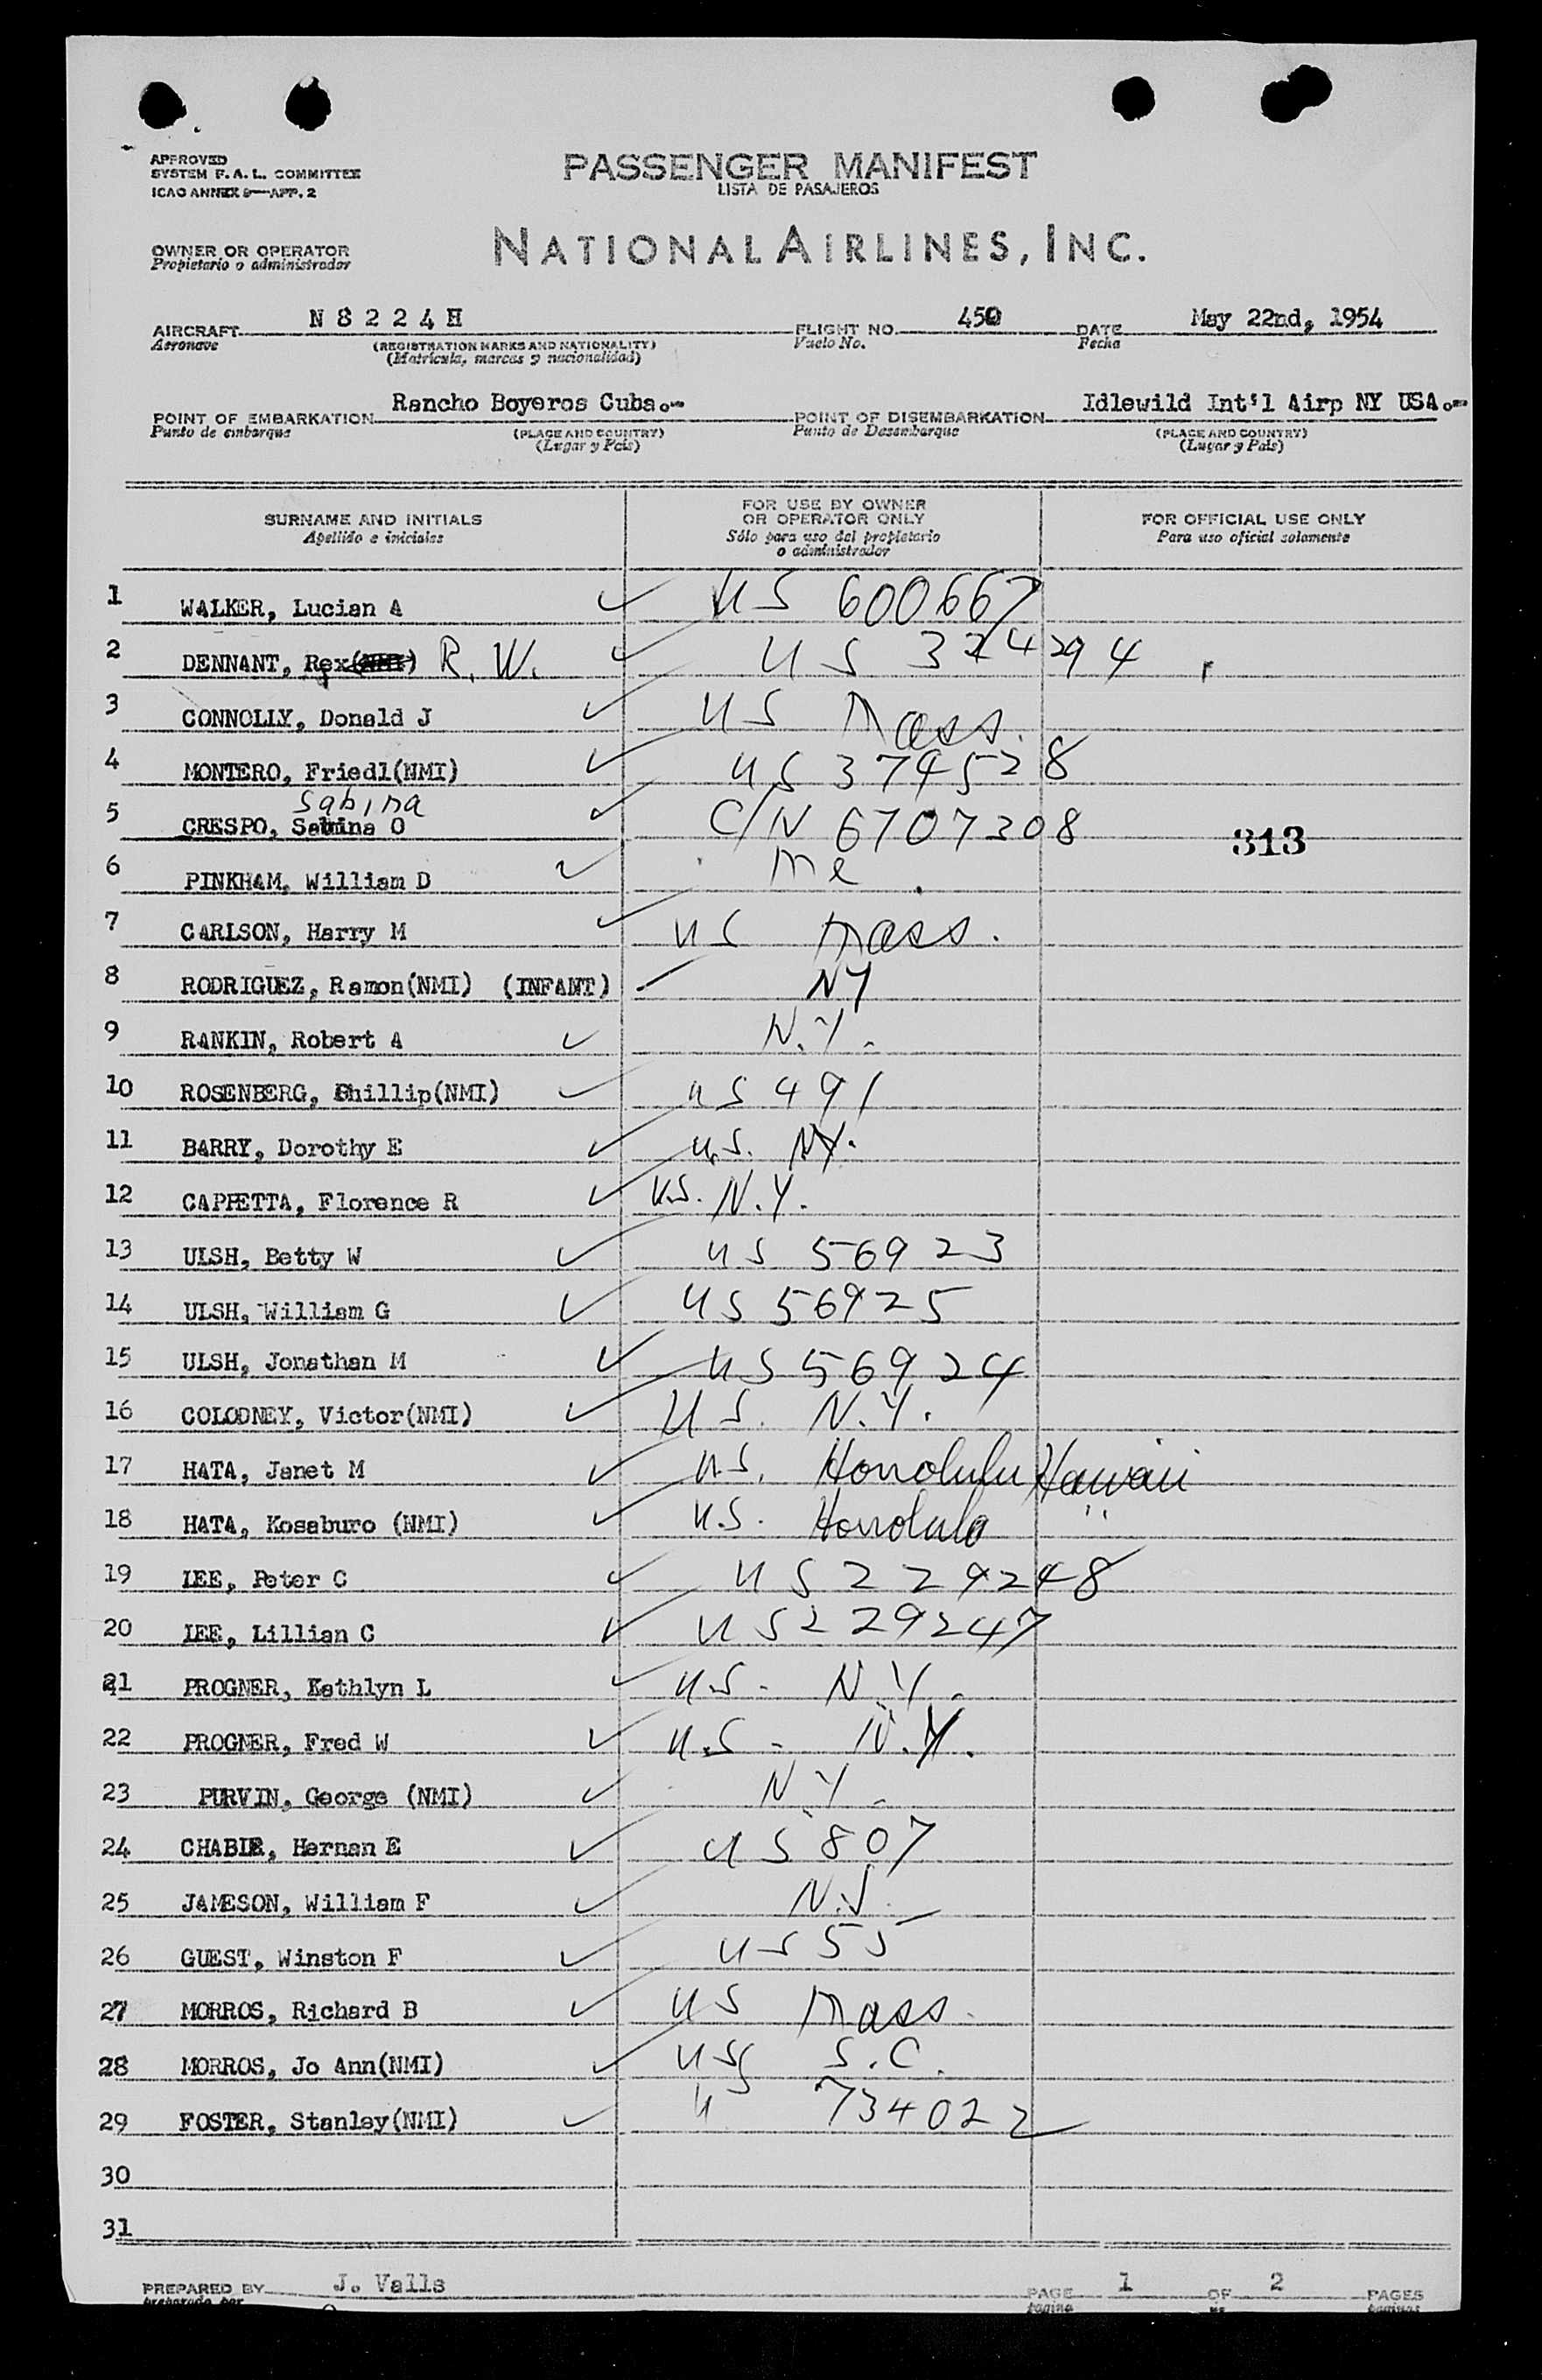 APPROVED
SYSTEM F.A.L. COMMITTEE
ICAO ANNEX 9—APP. 2
PASSENGER MANIFEST
LISTA DE PASAJEROS
OWNER OR OPERATOR
Propietario o administrador
NATIONAL AIRLINES, INC.
AIRCRAFT N 8 2 2 4 H FLIGHT NO. 450 DATE May 22nd, 1954
Aeronave (REGISTRATION MARKS AND NATIONALITY) Vuelo No. Fecha
(Matrícula, marcas y nacionalidad)
POINT OF EMBARKATION Rancho Boyeros Cuba.- POINT OF DISEMBARKATION Idlewild Int'l Airp NY USA.-
Punto de embarque (PLACE AND COUNTRY) Punto de Desembarque (PLACE AND COUNTRY)
(Lugar y País) (Lugar y País)
SURNAME AND INITIALS
Apellido e iniciales
FOR USE BY OWNER
OR OPERATOR ONLY
Sólo para uso del propietario
o administrador
FOR OFFICIAL USE ONLY
Para uso oficial solamente
1 WALKER, Lucian A ✓ US 600667
2 DENNANT, Rex R. W. ✓ US 324294
3 CONNOLLY, Donald J ✓ US Mass.
4 MONTERO, Friedl(NMI) ✓ US 374528
Sabina
5 CRESPO, Sabina O ✓ C/N 6707308
313
6 PINKHAM, William D ✓ Me.
7 CARLSON, Harry M ✓ US Mass.
8 RODRIGUEZ, Ramon(NMI) (INFANT) NY
9 RANKIN, Robert A ✓ N.Y.
10 ROSENBERG, Phillip(NMI) ✓ US 491
11 BARRY, Dorothy E ✓ U.S. NY.
12 CAPPETTA, Florence R ✓ U.S. N.Y.
13 ULSH, Betty W ✓ US 56923
14 ULSH, William G ✓ US 56925
15 ULSH, Jonathan M ✓ US 56924
16 COLODNEY, Victor(NMI) ✓ U.S. N.Y.
17 HATA, Janet M ✓ U.S. Honolulu Hawaii
18 HATA, Kosaburo (NMI) ✓ U.S. Honolulu "
19 LEE, Peter C ✓ US 229248
20 LEE, Lillian C ✓ US 229247
21 PROGNER, Kathlyn L ✓ U.S. - N.Y.
22 PROGNER, Fred W ✓ U.S. - N.Y.
23 PURVIN, George (NMI) ✓ NY
24 CHABIE, Hernan E ✓ US 807
25 JAMESON, William F ✓ N.J.
26 GUEST, Winston F ✓ US 55
27 MORROS, Richard B ✓ US Mass.
28 MORROS, Jo Ann(NMI) ✓ US S.C.
29 FOSTER, Stanley(NMI) ✓ U 734022
30
31
PREPARED BY J. Valls PAGE 1 OF 2 PAGES
preparado por página páginas